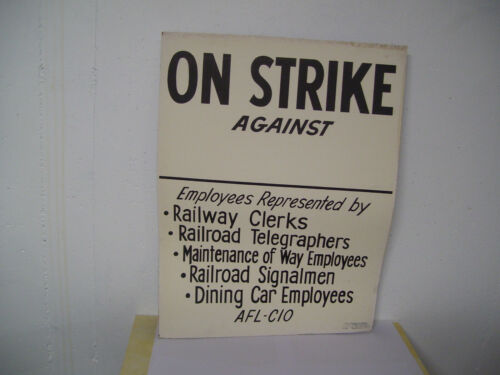 ON STRIKE
AGAINST
Employees Represented by
• Railway Clerks
• Railroad Telegraphers
• Maintenance of Way Employees
• Railroad Signalmen
• Dining Car Employees
AFL-CIO